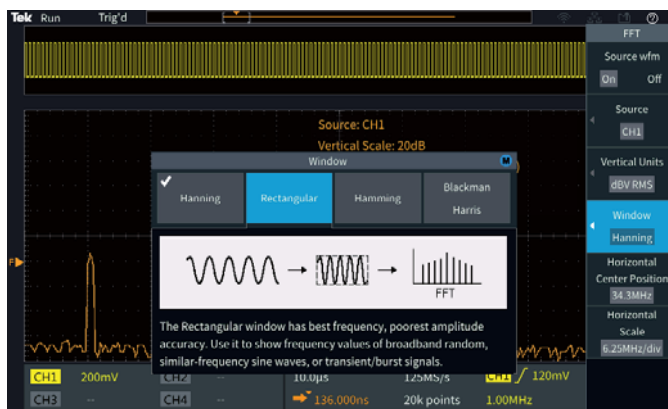 Tek Run Trig'd
FFT
Source wfm
On Off
Source
CH1
Vertical Units
dBV RMS
Window
Hanning
Horizontal
Center Position
34.3MHz
Horizontal
Scale
6.25MHz/div
Source: CH1
Vertical Scale: 20dB
Window
M
Hanning
Rectangular
Hamming
Blackman
Harris
FFT
The Rectangular window has best frequency, poorest amplitude
accuracy. Use it to show frequency values of broadband random,
similar-frequency sine waves, or transient/burst signals.
F
CH1 200mV CH2 -- 10.0µs 125MS/s CH1 120mV
CH3 -- CH4 -- 136.000ns 20k points 1.00MHz